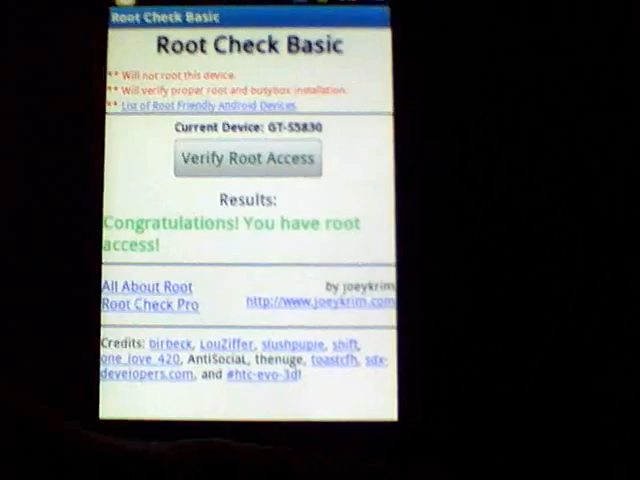 Root Check Basic
Root Check Basic
** Will not root this device.
** Will verify proper root and busybox installation.
** List of Root Friendly Android Devices.
Current Device: GT-S5830
Verify Root Access
Results:
Congratulations! You have root
access!
All About Root
by joeykrim
Root Check Pro
http://www.joeykrim.com
Credits: birbeck, LouZiffer, slushpupie, shift,
one_love_420, AntiSocial, thenuge, toastcfh, sdx-
developers.com, and #htc-evo-3d!